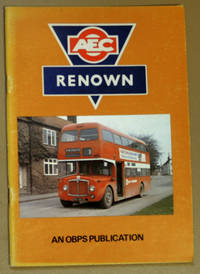 AEC
RENOWN
AN OBPS PUBLICATION